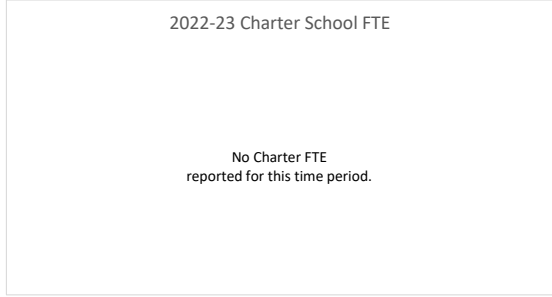 2022-23 Charter School FTE
No Charter FTE
reported for this time period.